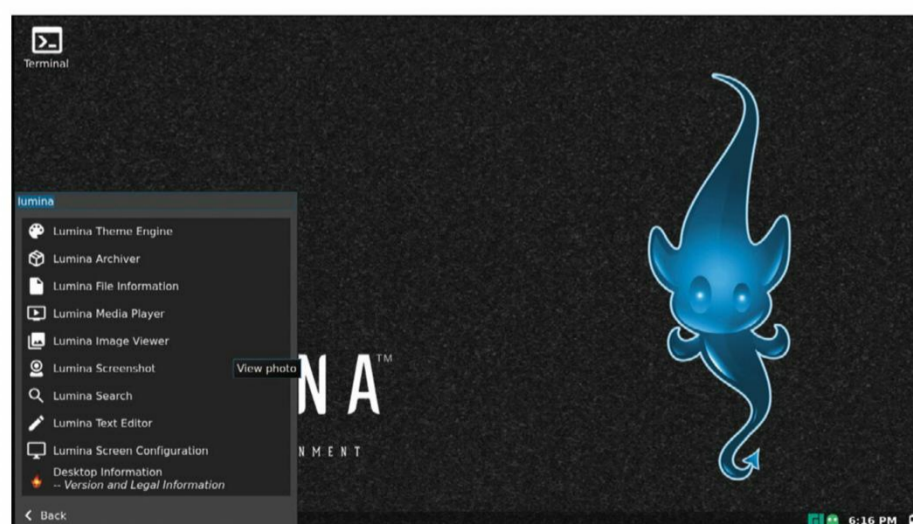 Terminal
lumina
Lumina Theme Engine
Lumina Archiver
Lumina File Information
Lumina Media Player
Lumina Image Viewer
Lumina Screenshot
View photo
Lumina Search
Lumina Text Editor
Lumina Screen Configuration
Desktop Information
-- Version and Legal Information
Back
NA™
NMENT
6:16 PM